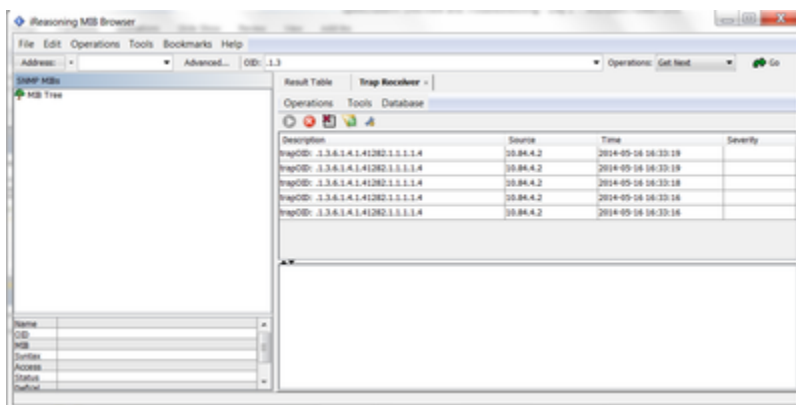 iReasoning MIB Browser
File Edit Operations Tools Bookmarks Help
Address: Advanced... OID: .1.3 Operations: Get Next Go
SNMP MIBs
MIB Tree
Result Table Trap Receiver
Operations Tools Database
Description Source Time Severity
trapOID: .1.3.6.1.4.1.41282.1.1.1.1.4 10.84.4.2 2014-05-16 16:33:19
trapOID: .1.3.6.1.4.1.41282.1.1.1.1.4 10.84.4.2 2014-05-16 16:33:19
trapOID: .1.3.6.1.4.1.41282.1.1.1.1.4 10.84.4.2 2014-05-16 16:33:18
trapOID: .1.3.6.1.4.1.41282.1.1.1.1.4 10.84.4.2 2014-05-16 16:33:16
trapOID: .1.3.6.1.4.1.41282.1.1.1.1.4 10.84.4.2 2014-05-16 16:33:16
Name
OID
MIB
Syntax
Access
Status
DefVal